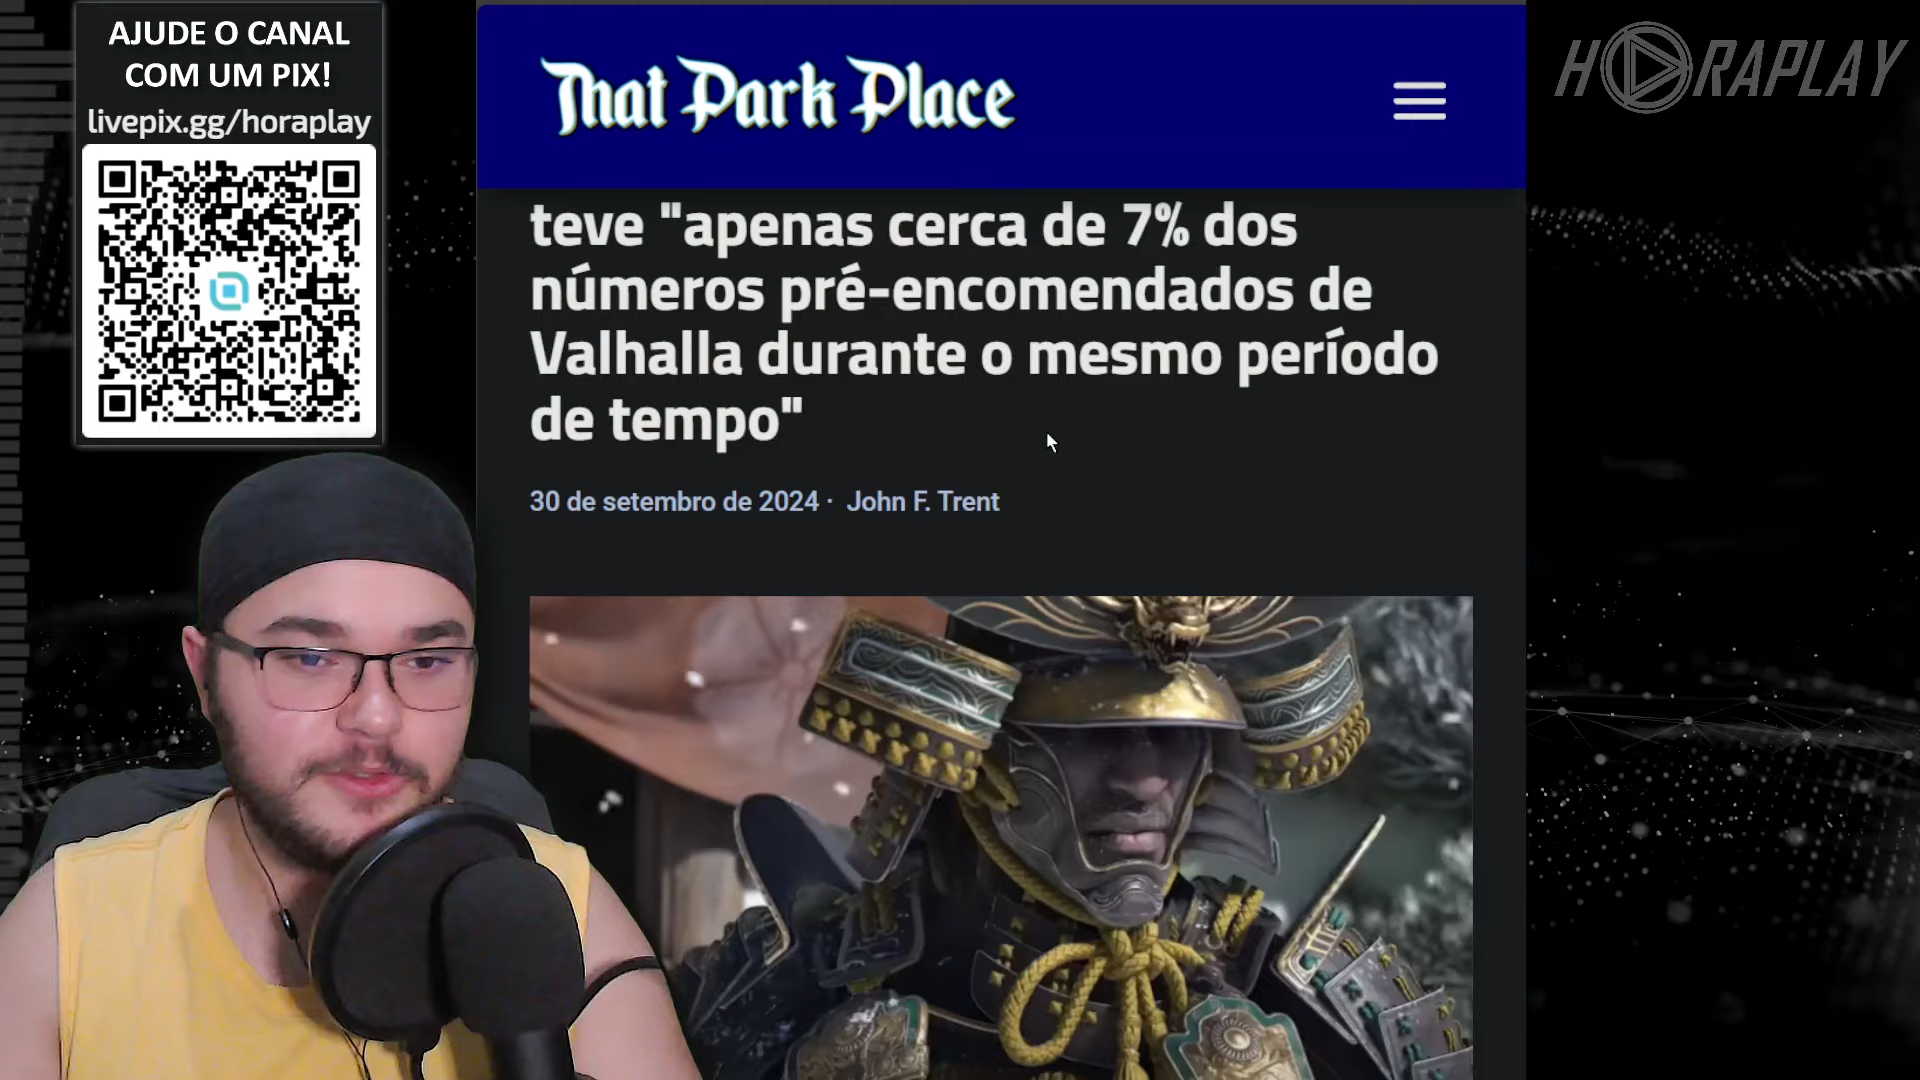 AJUDE O CANAL
COM UM PIX!
livepix.gg/horaplay
That Park Place
HORAPLAY
teve "apenas cerca de 7% dos
números pré-encomendados de
Valhalla durante o mesmo período
de tempo"
30 de setembro de 2024 · John F. Trent